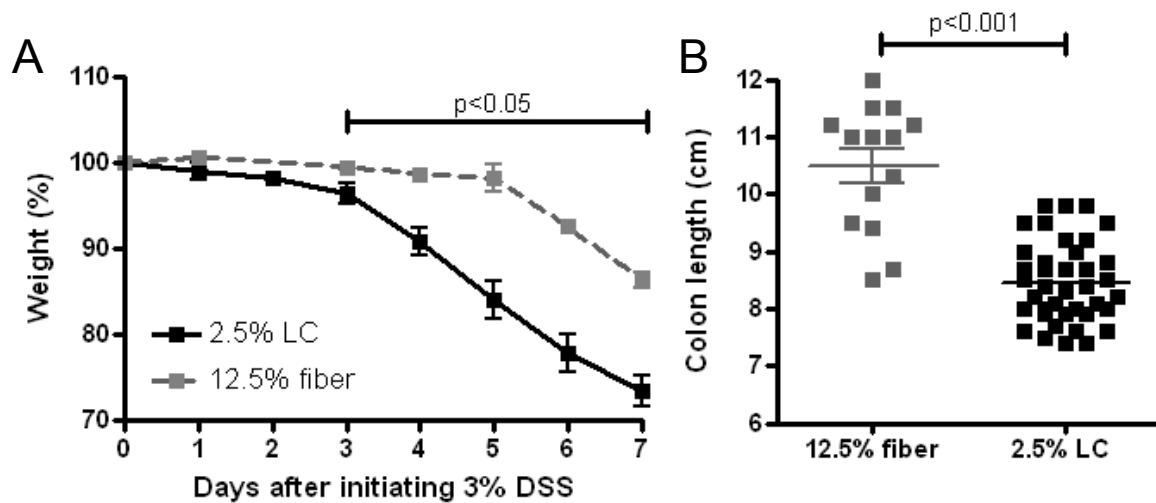 A
110
100
90
80
70
Weight (%)
p<0.05
2.5% LC
12.5% fiber
0 1 2 3 4 5 6 7
Days after initiating 3% DSS
B
p<0.001
12
11
10
9
8
7
6
Colon length (cm)
12.5% fiber 2.5% LC